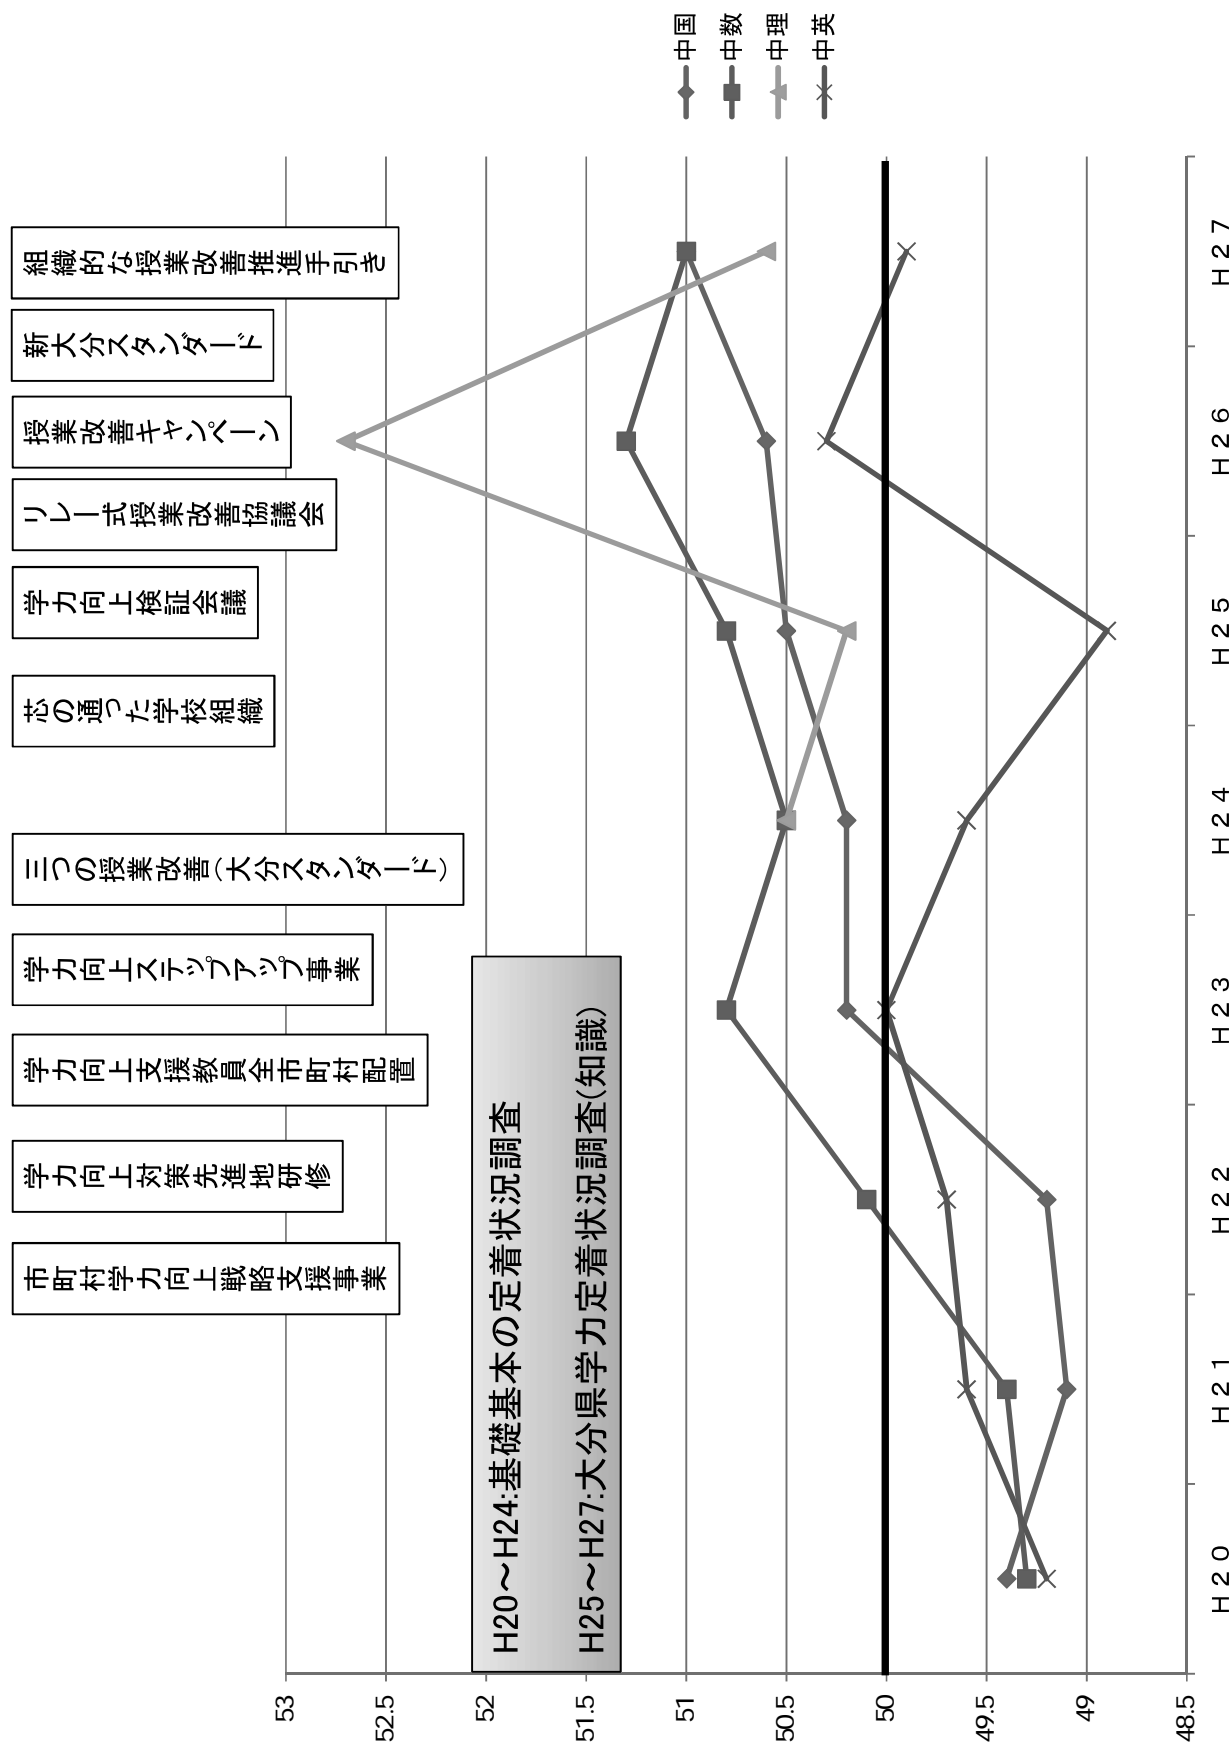 市町村学力向上戦略支援事業
学力向上対策先進地研修
学力向上支援教員全市町村配置
学力向上ステップアップ事業
三つの授業改善(大分スタンダード)
芯の通った学校組織
学力向上検証会議
リレー式授業改善協議会
授業改善キャンペーン
新大分スタンダード
組織的な授業改善推進手引き
H20～H24:基礎基本の定着状況調査
H25～H27:大分県学力定着状況調査(知識)
53
52.5
52
51.5
51
50.5
50
49.5
49
48.5
H20
H21
H22
H23
H24
H25
H26
H27
中国
中数
中理
中英